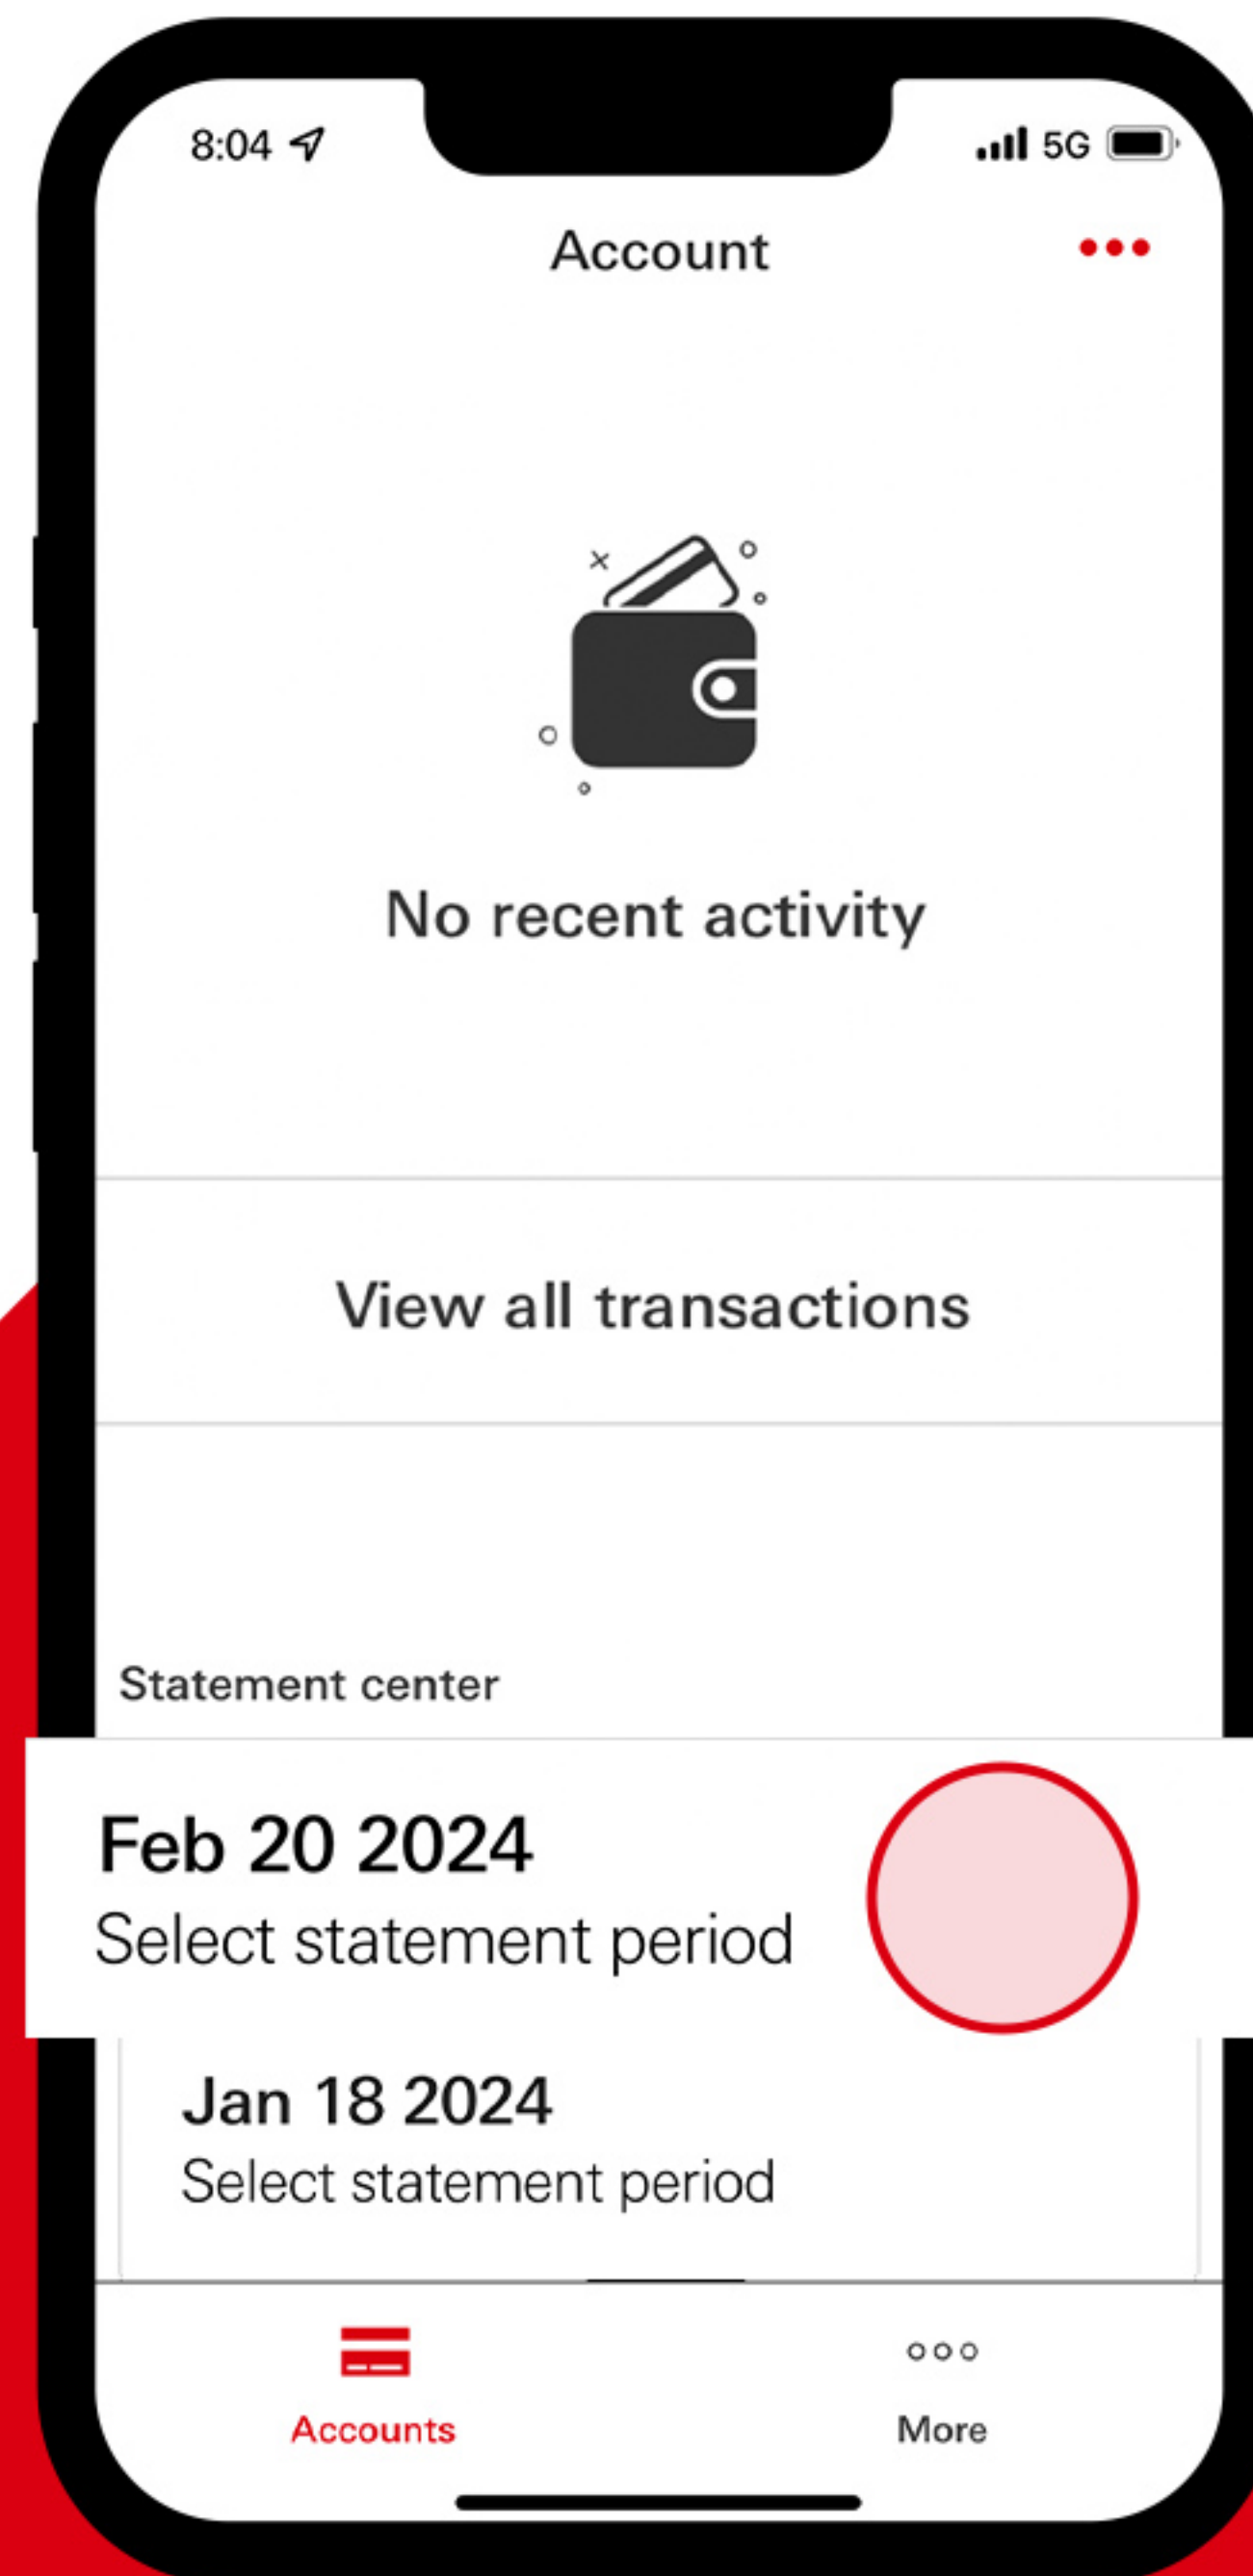 8:04
5G
Account
No recent activity
View all transactions
Statement center
Feb 20 2024
Select statement period
Jan 18 2024
Select statement period
Accounts
More